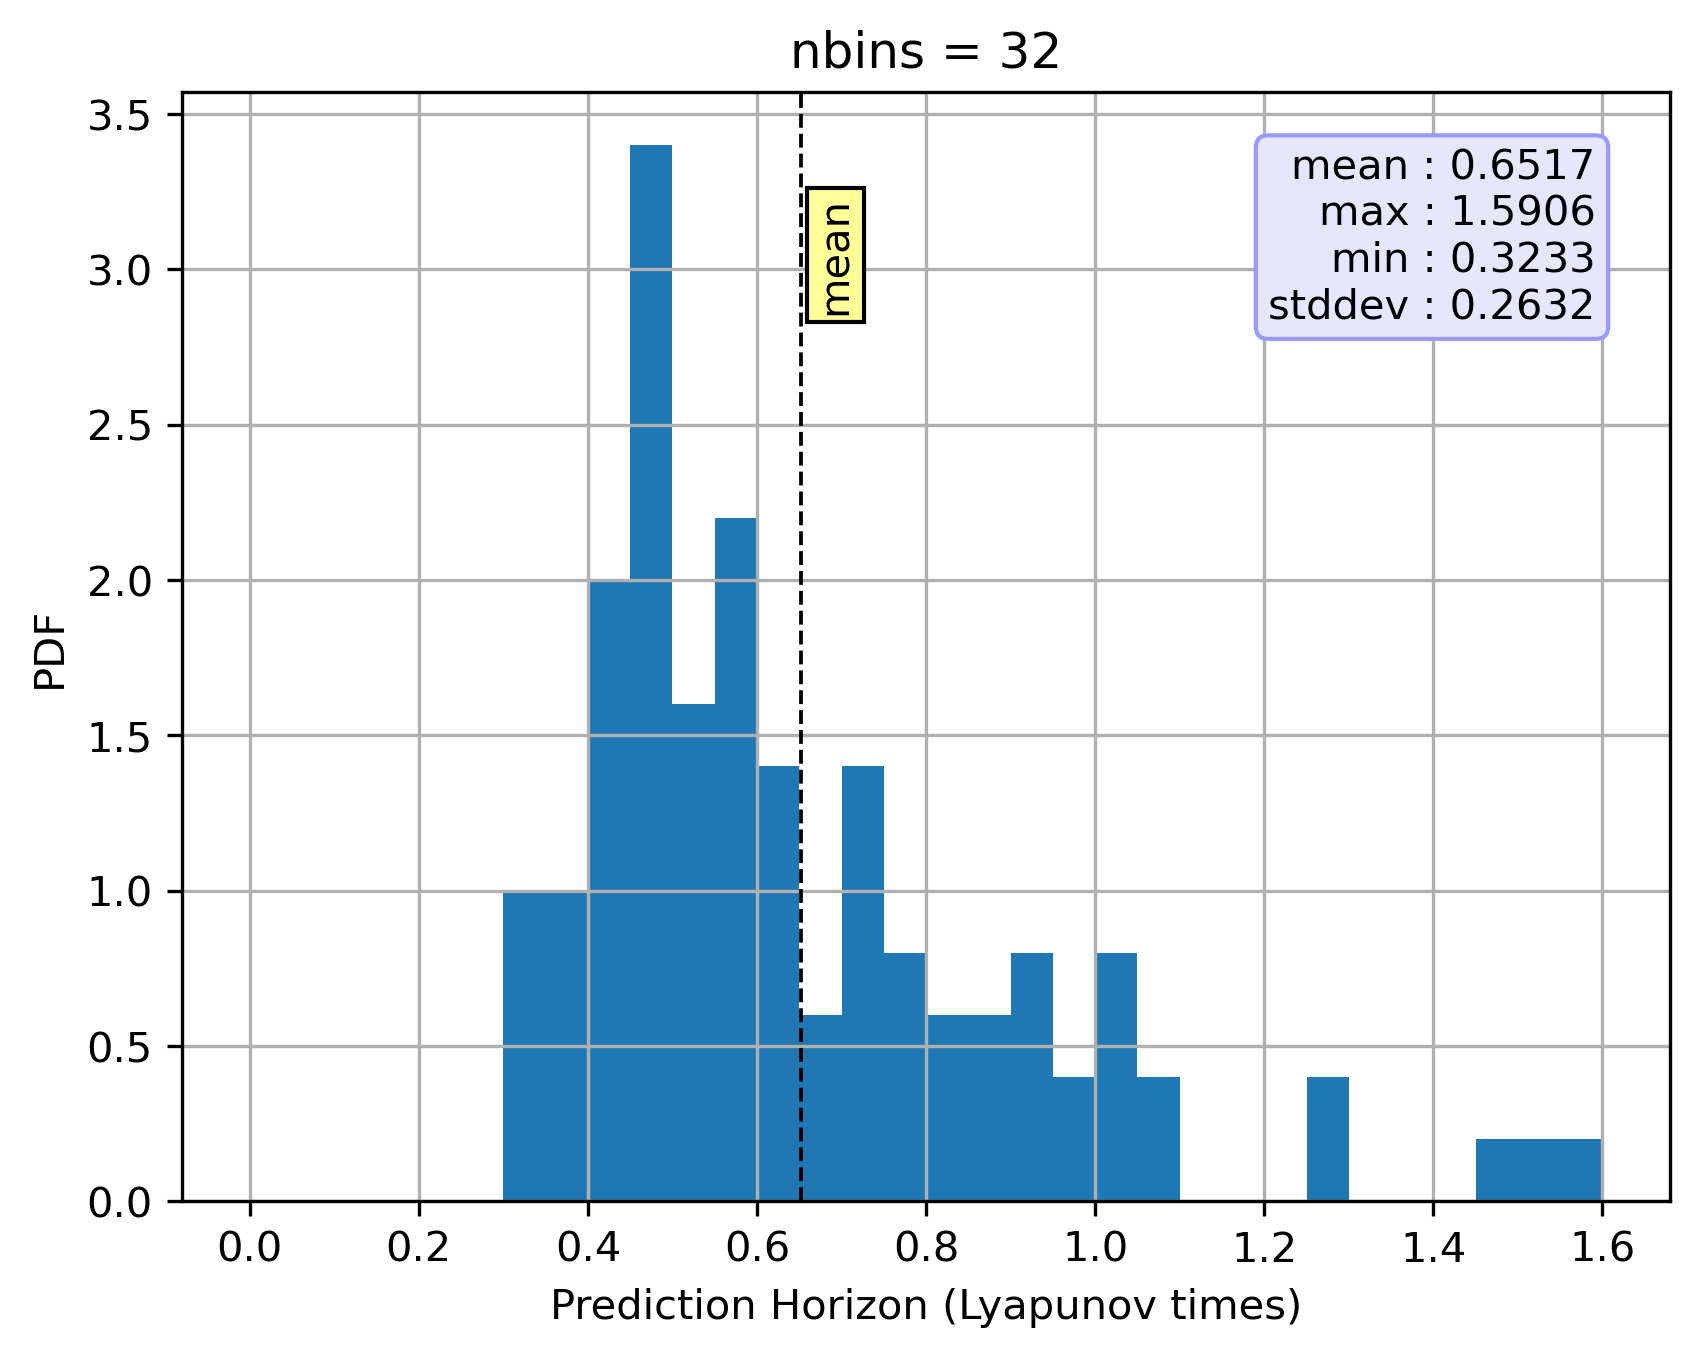 nbins = 32
3.5
3.0
2.5
2.0
1.5
1.0
0.5
0.0
PDF
mean
mean : 0.6517
max : 1.5906
min : 0.3233
stddev : 0.2632
0.0 0.2 0.4 0.6 0.8 1.0 1.2 1.4 1.6
Prediction Horizon (Lyapunov times)